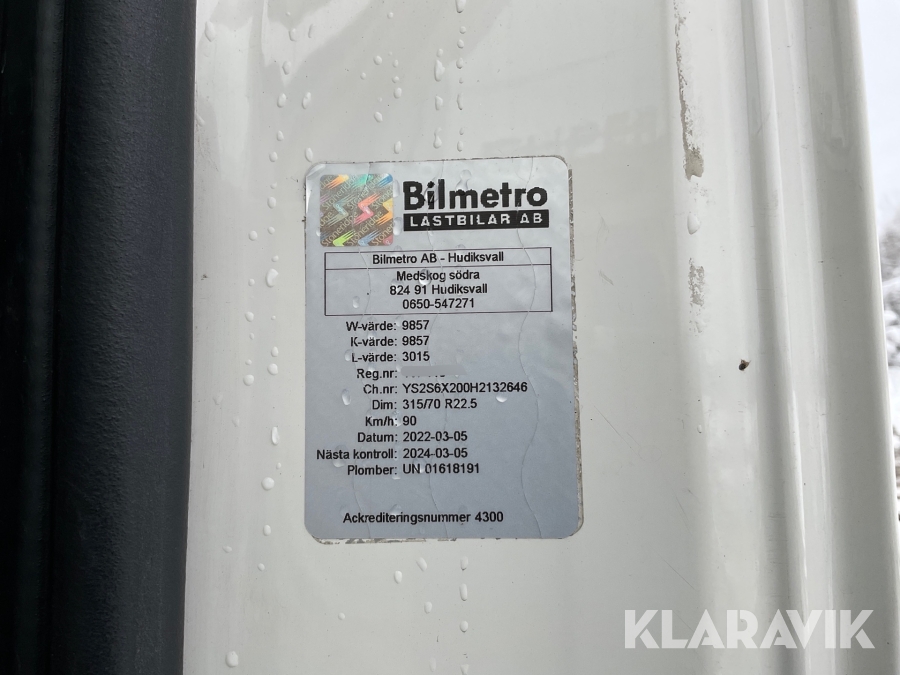 Bilmetro
LASTBILAR AB
Bilmetro AB - Hudiksvall
Medskog södra
824 91 Hudiksvall
0650-547271
W-värde: 9857
K-värde: 9857
L-värde: 3015
Reg.nr:
Ch.nr: YS2S6X200H2132646
Dim: 315/70 R22.5
Km/h: 90
Datum: 2022-03-05
Nästa kontroll: 2024-03-05
Plomber: UN 01618191
Ackrediteringsnummer 4300
KLARAVIK